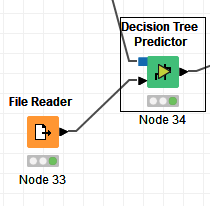 Decision Tree
Predictor
File Reader
Node 34
Node 33